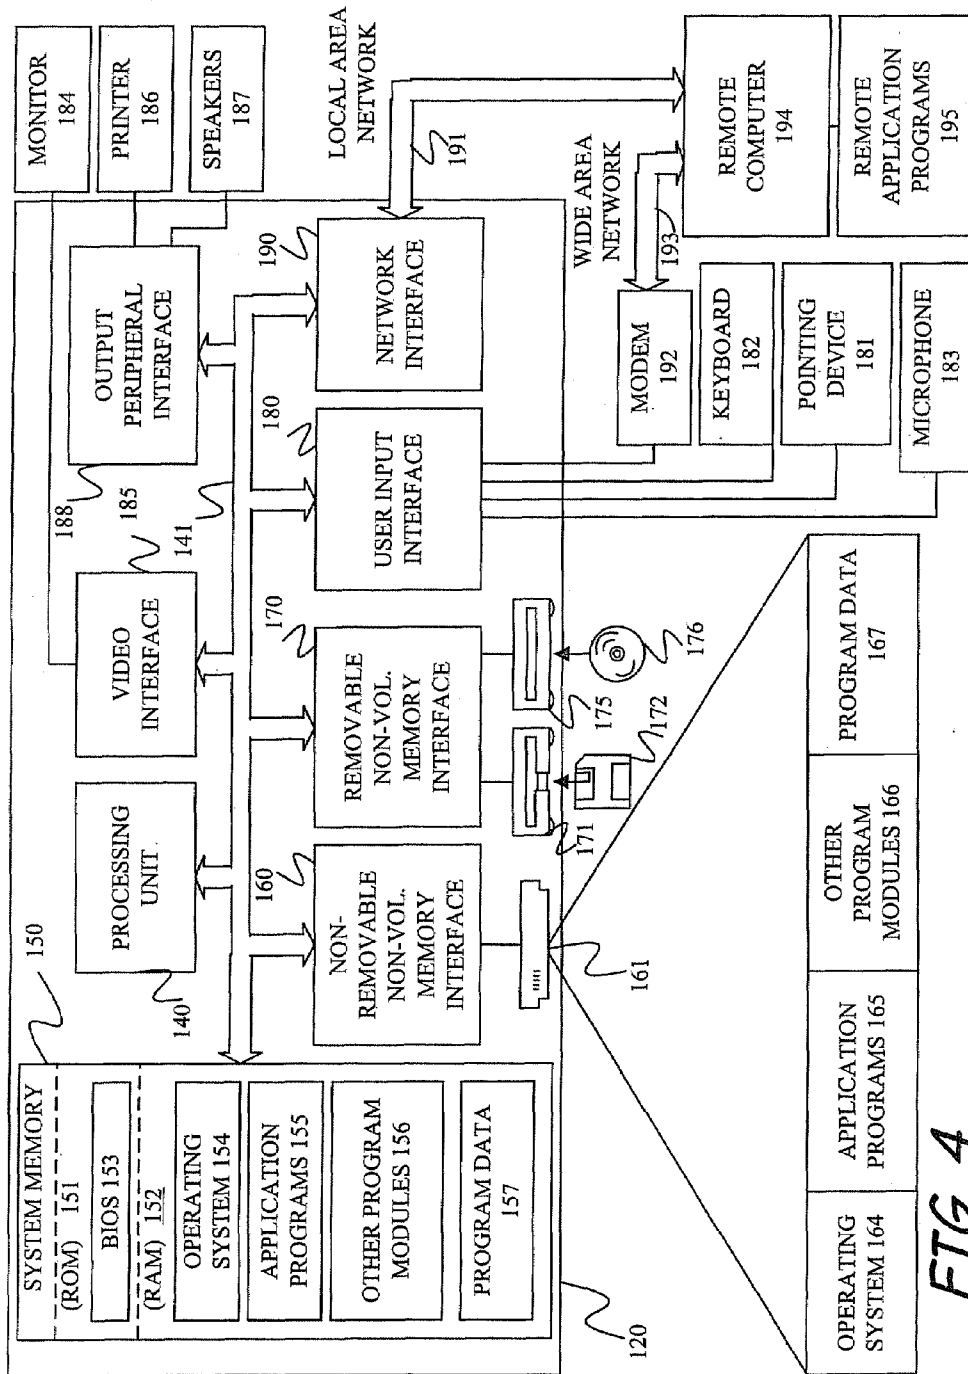 SYSTEM MEMORY
(ROM) 151
BIOS 153
(RAM) 152
OPERATING
SYSTEM 154
APPLICATION
PROGRAMS 155
OTHER PROGRAM
MODULES 156
PROGRAM DATA
157
150
120
PROCESSING
UNIT
140
VIDEO
INTERFACE
141
185
OUTPUT
PERIPHERAL
INTERFACE
188
MONITOR
184
PRINTER
186
SPEAKERS
187
NON-
REMOVABLE
NON-VOL.
MEMORY
INTERFACE
160
REMOVABLE
NON-VOL.
MEMORY
INTERFACE
170
USER INPUT
INTERFACE
180
NETWORK
INTERFACE
190
LOCAL AREA
NETWORK
191
WIDE AREA
NETWORK
193
161
171
172
175
176
MODEM
192
KEYBOARD
182
POINTING
DEVICE
181
MICROPHONE
183
REMOTE
COMPUTER
194
REMOTE
APPLICATION
PROGRAMS
195
OPERATING
SYSTEM 164
APPLICATION
PROGRAMS 165
OTHER
PROGRAM
MODULES 166
PROGRAM DATA
167
FIG 4